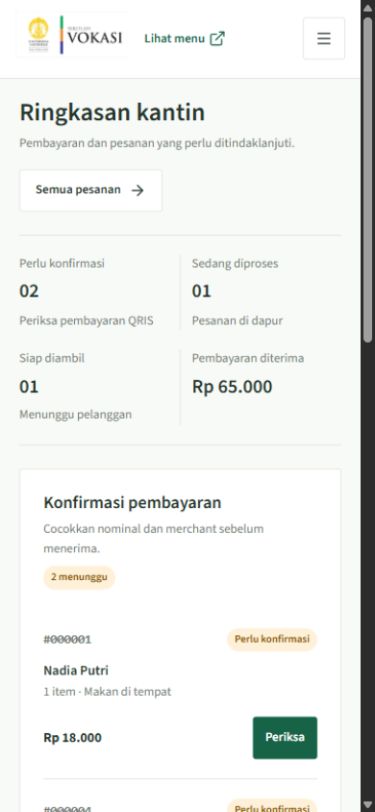 VOKASI
Lihat menu
Ringkasan kantin
Pembayaran dan pesanan yang perlu ditindaklanjuti.
Semua pesanan
Perlu konfirmasi
02
Periksa pembayaran QRIS
Sedang diproses
01
Pesanan di dapur
Siap diambil
01
Menunggu pelanggan
Pembayaran diterima
Rp 65.000
Konfirmasi pembayaran
Cocokkan nominal dan merchant sebelum
menerima.
2 menunggu
#000001
Perlu konfirmasi
Nadia Putri
1 item · Makan di tempat
Rp 18.000
Periksa
#000004
Perlu konfirmasi